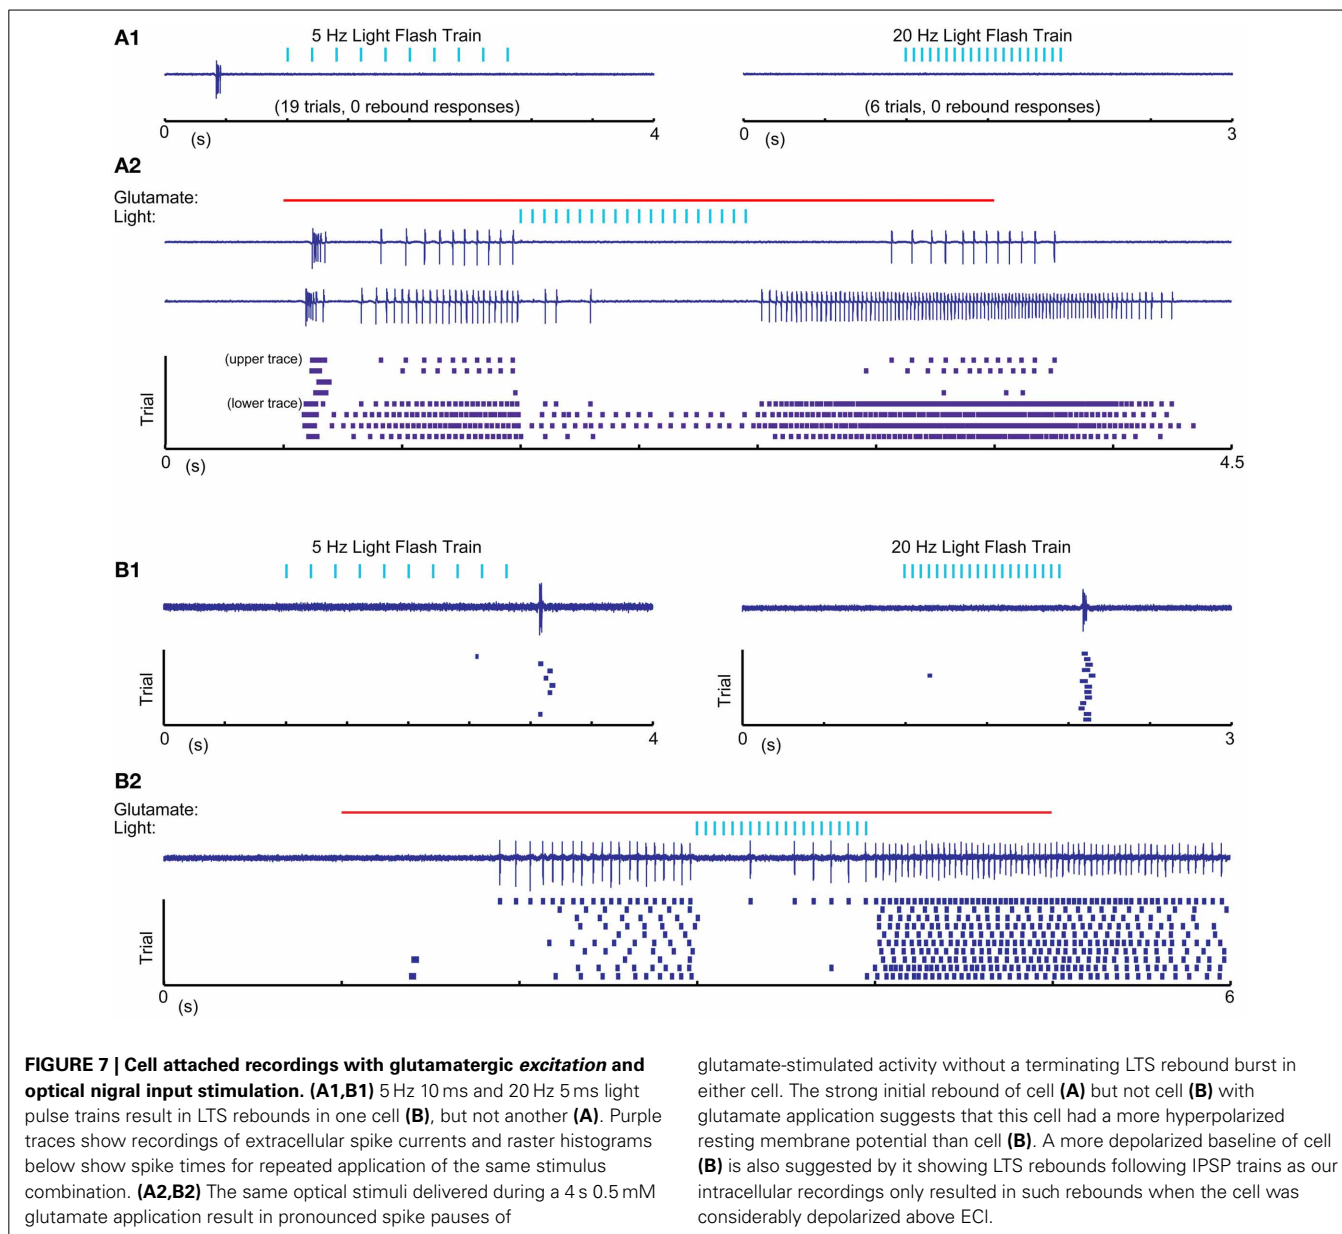 A1
5 Hz Light Flash Train
20 Hz Light Flash Train
(19 trials, 0 rebound responses)
(6 trials, 0 rebound responses)
0 (s) 4
0 (s) 3
A2
Glutamate:
Light:
(upper trace)
(lower trace)
Trial
0 (s) 4.5
B1
5 Hz Light Flash Train
20 Hz Light Flash Train
Trial
Trial
0 (s) 4
0 (s) 3
B2
Glutamate:
Light:
Trial
0 (s) 6
FIGURE 7 | Cell attached recordings with glutamatergic excitation and
optical nigral input stimulation. (A1,B1) 5 Hz 10 ms and 20 Hz 5 ms light
pulse trains result in LTS rebounds in one cell (B), but not another (A). Purple
traces show recordings of extracellular spike currents and raster histograms
below show spike times for repeated application of the same stimulus
combination. (A2,B2) The same optical stimuli delivered during a 4 s 0.5 mM
glutamate application result in pronounced spike pauses of
glutamate-stimulated activity without a terminating LTS rebound burst in
either cell. The strong initial rebound of cell (A) but not cell (B) with
glutamate application suggests that this cell had a more hyperpolarized
resting membrane potential than cell (B). A more depolarized baseline of cell
(B) is also suggested by it showing LTS rebounds following IPSP trains as our
intracellular recordings only resulted in such rebounds when the cell was
considerably depolarized above ECl.